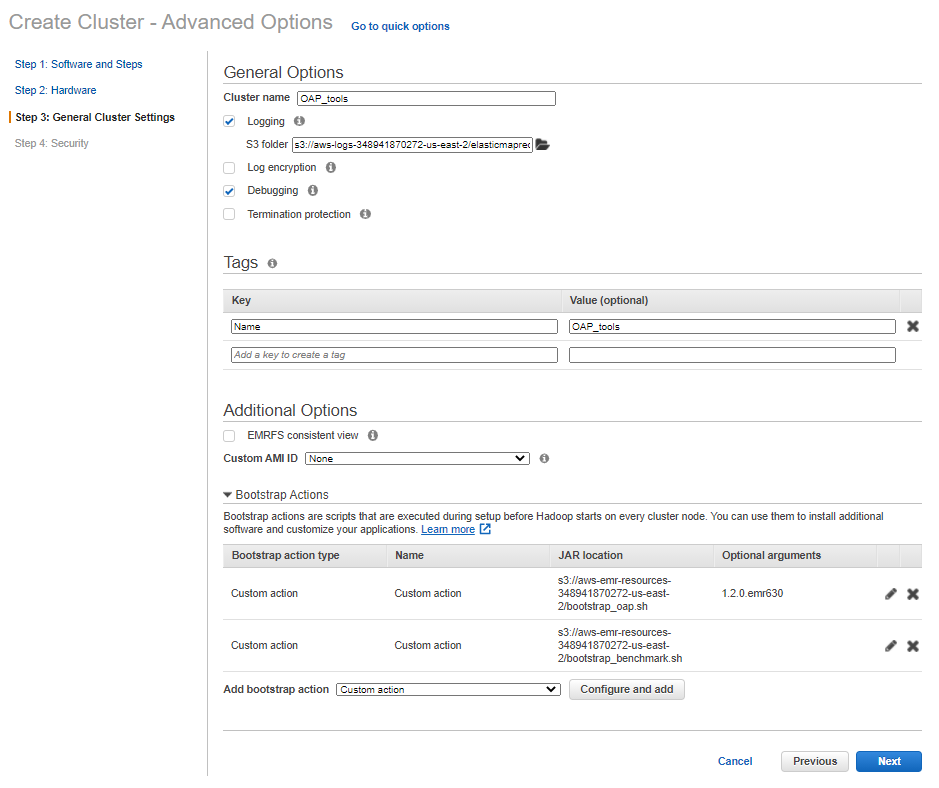 Create Cluster - Advanced Options Go to quick options
Step 1: Software and Steps
Step 2: Hardware
Step 3: General Cluster Settings
Step 4: Security
General Options
Cluster name OAP_tools
Logging
S3 folder s3://aws-logs-348941870272-us-east-2/elasticmaprec
Log encryption
Debugging
Termination protection
Tags
Key Value (optional)
Name OAP_tools
Add a key to create a tag
Additional Options
EMRFS consistent view
Custom AMI ID None
Bootstrap Actions
Bootstrap actions are scripts that are executed during setup before Hadoop starts on every cluster node. You can use them to install additional
software and customize your applications. Learn more
Bootstrap action type Name JAR location Optional arguments
Custom action Custom action s3://aws-emr-resources-
348941870272-us-east-
2/bootstrap_oap.sh 1.2.0.emr630
Custom action Custom action s3://aws-emr-resources-
348941870272-us-east-
2/bootstrap_benchmark.sh
Add bootstrap action Custom action Configure and add
Cancel Previous Next